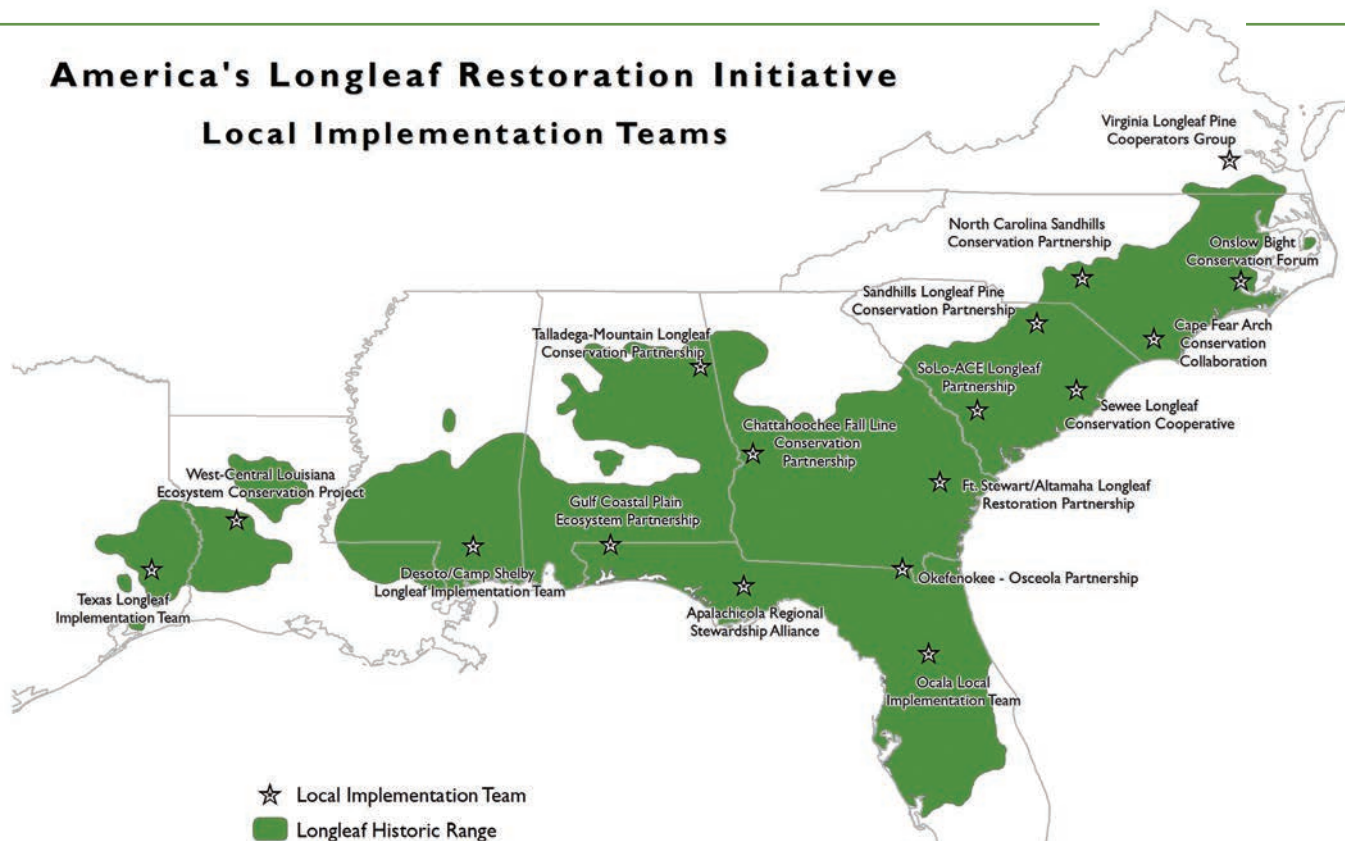 America's Longleaf Restoration Initiative
Local Implementation Teams
Virginia Longleaf Pine
Cooperators Group
North Carolina Sandhills
Conservation Partnership
Onslow Bight
Conservation Forum
Sandhills Longleaf Pine
Conservation Partnership
Talladega-Mountain Longleaf
Conservation Partnership
Cape Fear Arch
Conservation
Collaboration
SoLo-ACE Longleaf
Partnership
Sewee Longleaf
Conservation Cooperative
Chattahoochee Fall Line
Conservation
Partnership
West-Central Louisiana
Ecosystem Conservation Project
Ft. Stewart/Altamaha Longleaf
Restoration Partnership
Gulf Coastal Plain
Ecosystem Partnership
Desoto/Camp Shelby
Longleaf Implementation Team
Okefenokee - Osceola Partnership
Texas Longleaf
Implementation Team
Apalachicola Regional
Stewardship Alliance
Ocala Local
Implementation Team
Local Implementation Team
Longleaf Historic Range